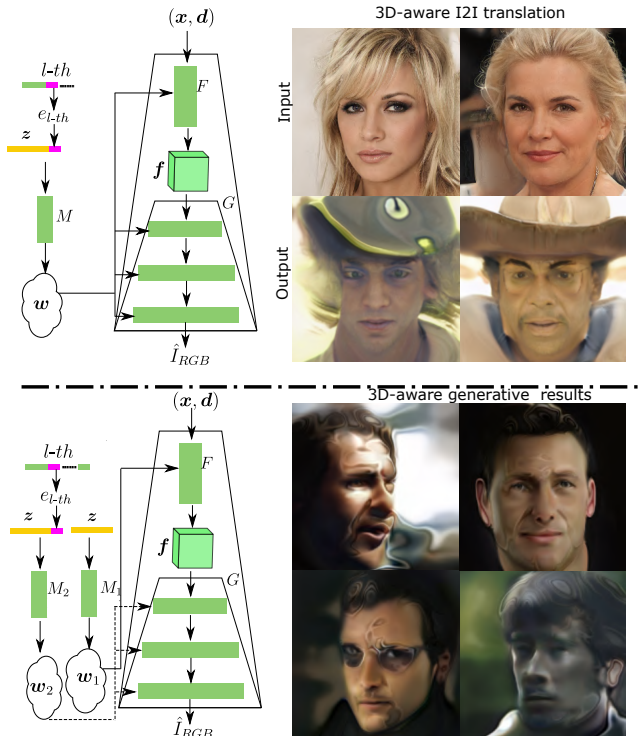 (x, d)
3D-aware I2I translation
l-th
F
Input
e_{l-th}
z
f
G
M
w
Output
Î_{RGB}
3D-aware generative results
(x, d)
l-th
F
e_{l-th}
z z
f
G
M_2 M_1
w_2 w_1
Î_{RGB}